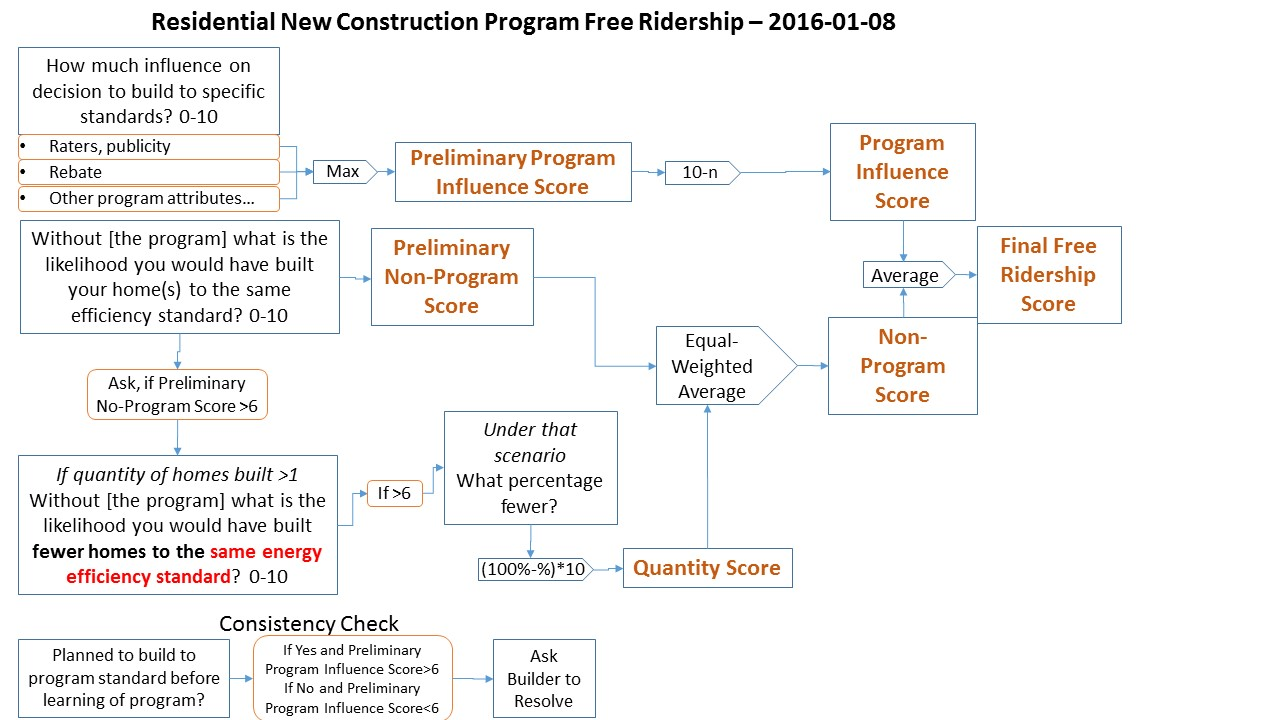 Residential New Construction Program Free Ridership – 2016-01-08
How much influence on
decision to build to specific
standards? 0-10
• Raters, publicity
• Rebate
• Other program attributes…
Max
Preliminary Program
Influence Score
10-n
Program
Influence
Score
Without [the program] what is the
likelihood you would have built
your home(s) to the same
efficiency standard? 0-10
Preliminary
Non-Program
Score
Average
Final Free
Ridership
Score
Equal-
Weighted
Average
Non-
Program
Score
Ask, if Preliminary
No-Program Score >6
If quantity of homes built >1
Without [the program] what is the
likelihood you would have built
fewer homes to the same energy
efficiency standard? 0-10
If >6
Under that
scenario
What percentage
fewer?
(100%-%)*10
Quantity Score
Consistency Check
Planned to build to
program standard before
learning of program?
If Yes and Preliminary
Program Influence Score>6
If No and Preliminary
Program Influence Score<6
Ask
Builder to
Resolve